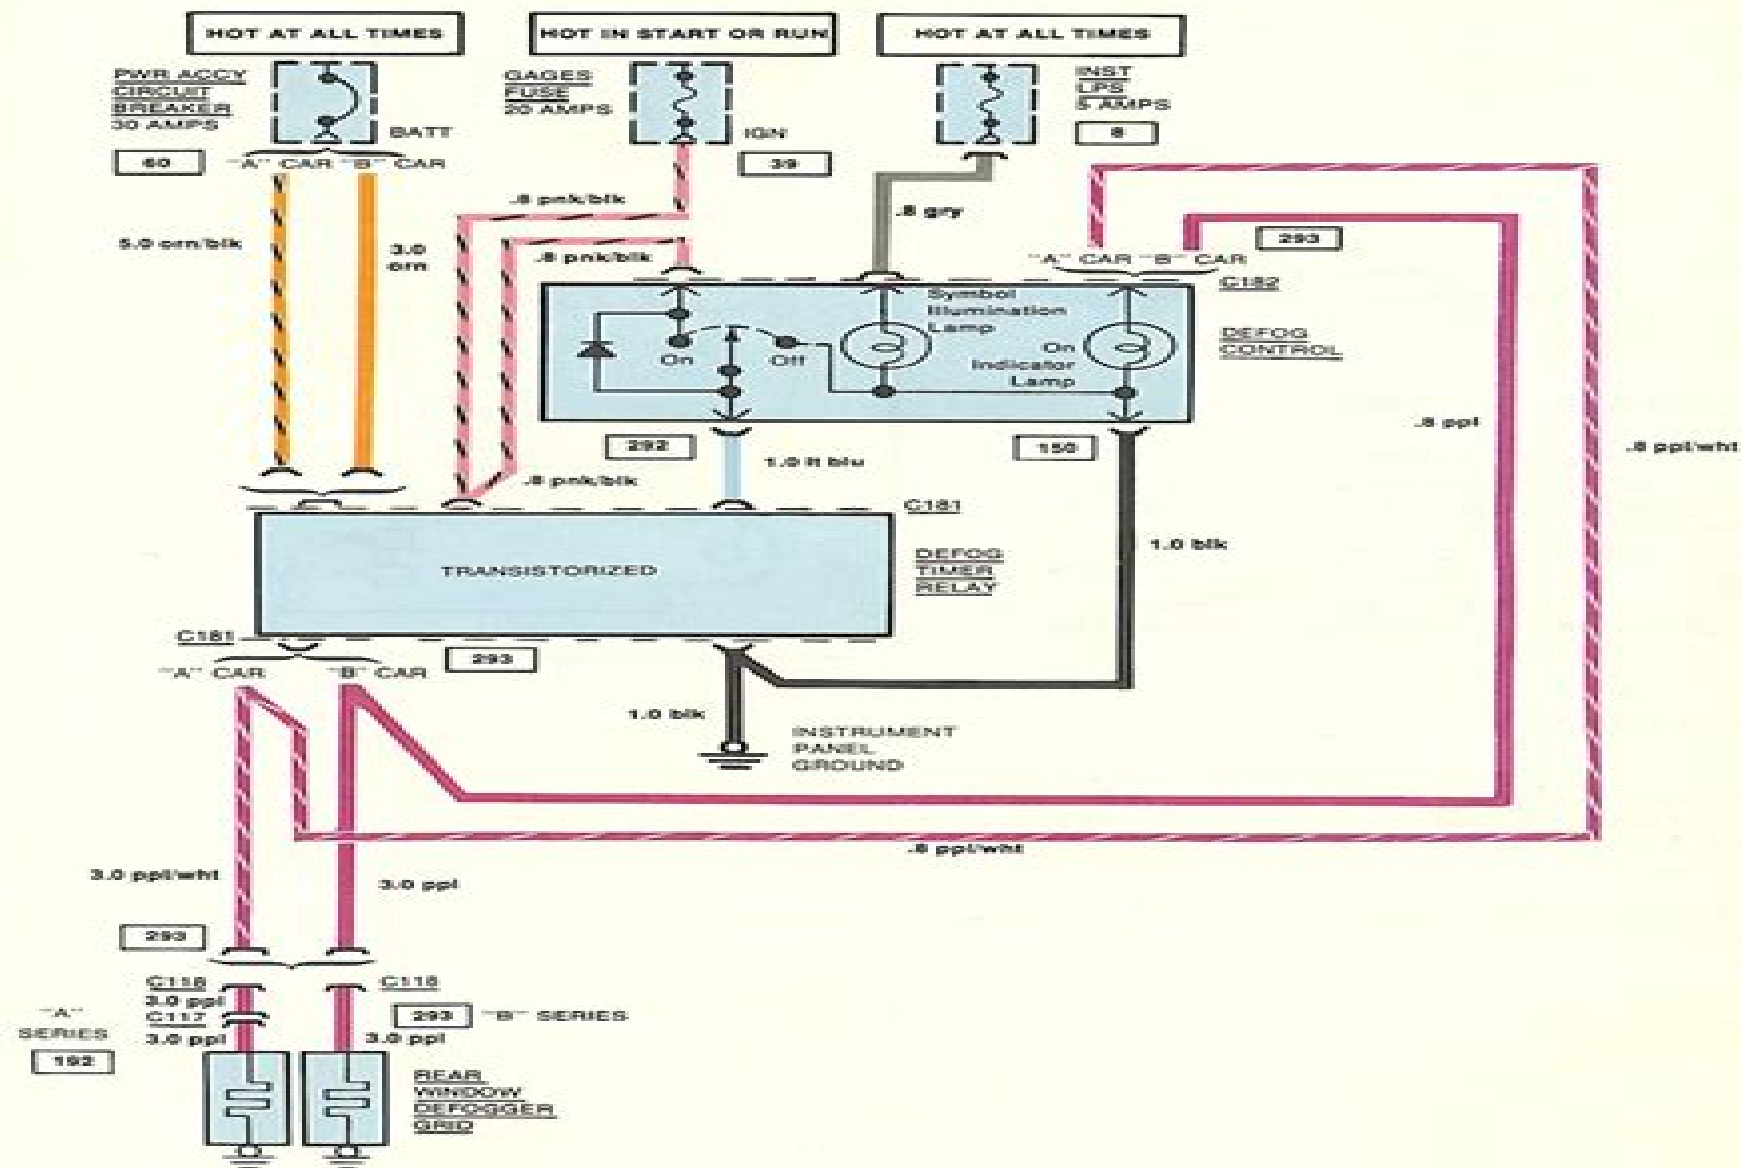 HOT AT ALL TIMES
HOT IN START OR RUN
HOT AT ALL TIMES
PWR ACCY
CIRCUIT
BREAKER
30 AMPS
BATT
60
"A" CAR "B" CAR
GAGES
FUSE
20 AMPS
IGN
39
INST
LPS
5 AMPS
8
5.0 orn/blk
3.0
orn
.8 pnk/blk
.8 pnk/blk
.8 gry
293
"A" CAR "B" CAR
C182
Symbol
Illumination
Lamp
On
Off
On
Indicator
Lamp
DEFOG
CONTROL
292
1.0 lt blu
150
.8 pnk/blk
.8 ppl
.8 ppl/wht
C181
TRANSISTORIZED
DEFOG
TIMER
RELAY
1.0 blk
C181
293
"A" CAR
"B" CAR
1.0 blk
INSTRUMENT
PANEL
GROUND
.8 ppl/wht
3.0 ppl/wht
3.0 ppl
293
C118
C118
3.0 ppl
C117
293
"B" SERIES
"A"
SERIES
192
3.0 ppl
3.0 ppl
REAR
WINDOW
DEFOGGER
GRID